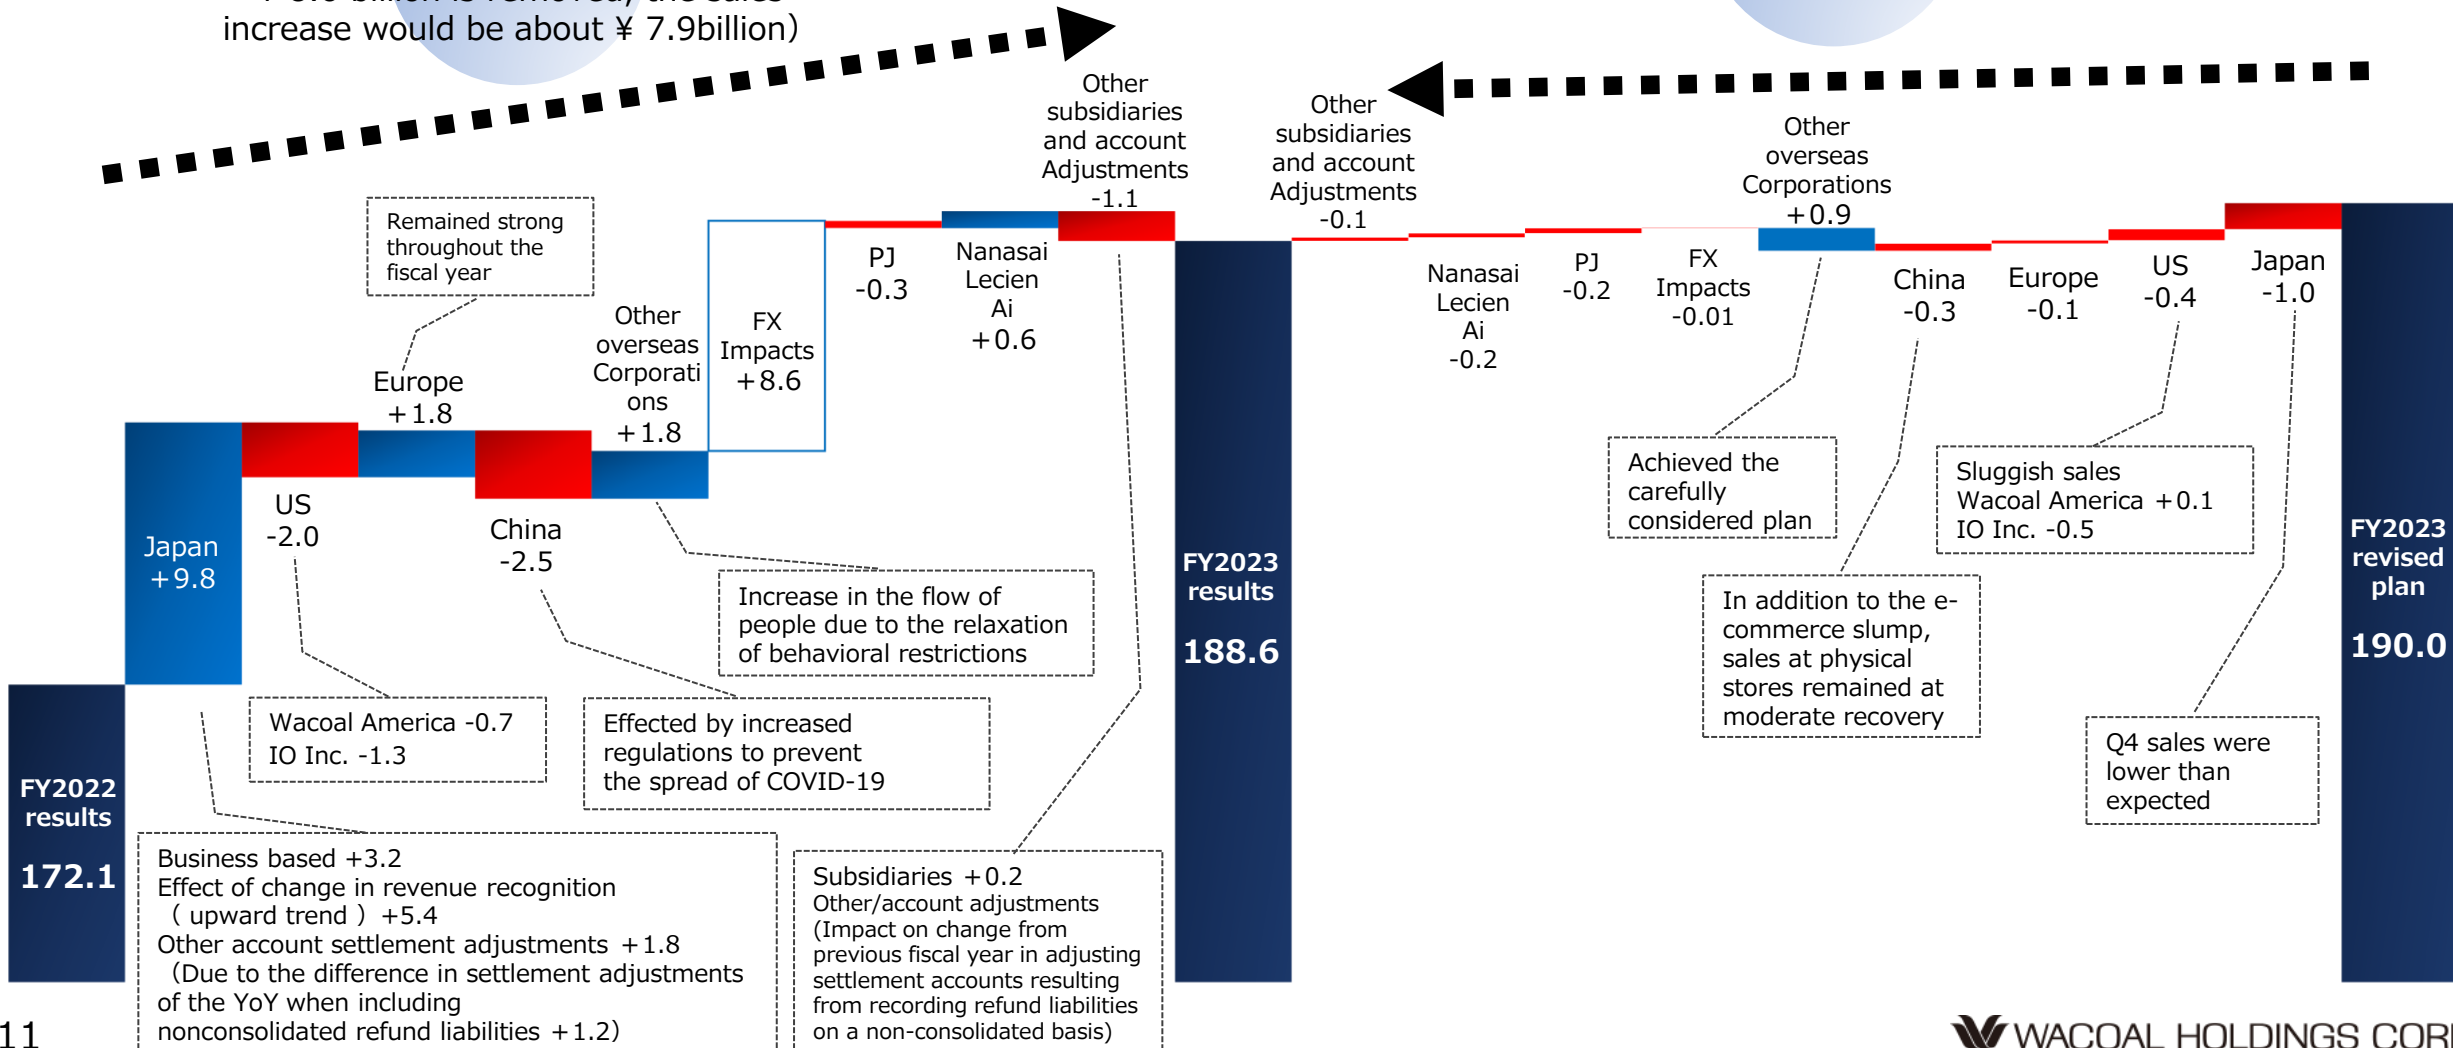 increase would be about ¥ 7.9billion）
Other
subsidiaries
and account
Adjustments
-1.1
Other
subsidiaries
and account
Adjustments
-0.1
Other
overseas
Corporations
+0.9
Remained strong
throughout the
fiscal year
Europe
+1.8
Other
overseas
Corporati
ons
+1.8
FX
Impacts
+8.6
PJ
-0.3
Nanasai
Lecien
Ai
+0.6
Nanasai
Lecien
Ai
-0.2
PJ
-0.2
FX
Impacts
-0.01
China
-0.3
Europe
-0.1
US
-0.4
Japan
-1.0
Japan
+9.8
US
-2.0
China
-2.5
FY2023
results
188.6
Achieved the
carefully
considered plan
Sluggish sales
Wacoal America +0.1
IO Inc. -0.5
FY2023
revised
plan
190.0
Increase in the flow of
people due to the relaxation
of behavioral restrictions
In addition to the e-
commerce slump,
sales at physical
stores remained at
moderate recovery
Wacoal America -0.7
IO Inc. -1.3
Effected by increased
regulations to prevent
the spread of COVID-19
Q4 sales were
lower than
expected
FY2022
results
172.1
Business based +3.2
Effect of change in revenue recognition
（ upward trend ）+5.4
Other account settlement adjustments +1.8
（Due to the difference in settlement adjustments
of the YoY when including
nonconsolidated refund liabilities +1.2）
Subsidiaries +0.2
Other/account adjustments
(Impact on change from
previous fiscal year in adjusting
settlement accounts resulting
from recording refund liabilities
on a non-consolidated basis)
11
WACOAL HOLDINGS COR